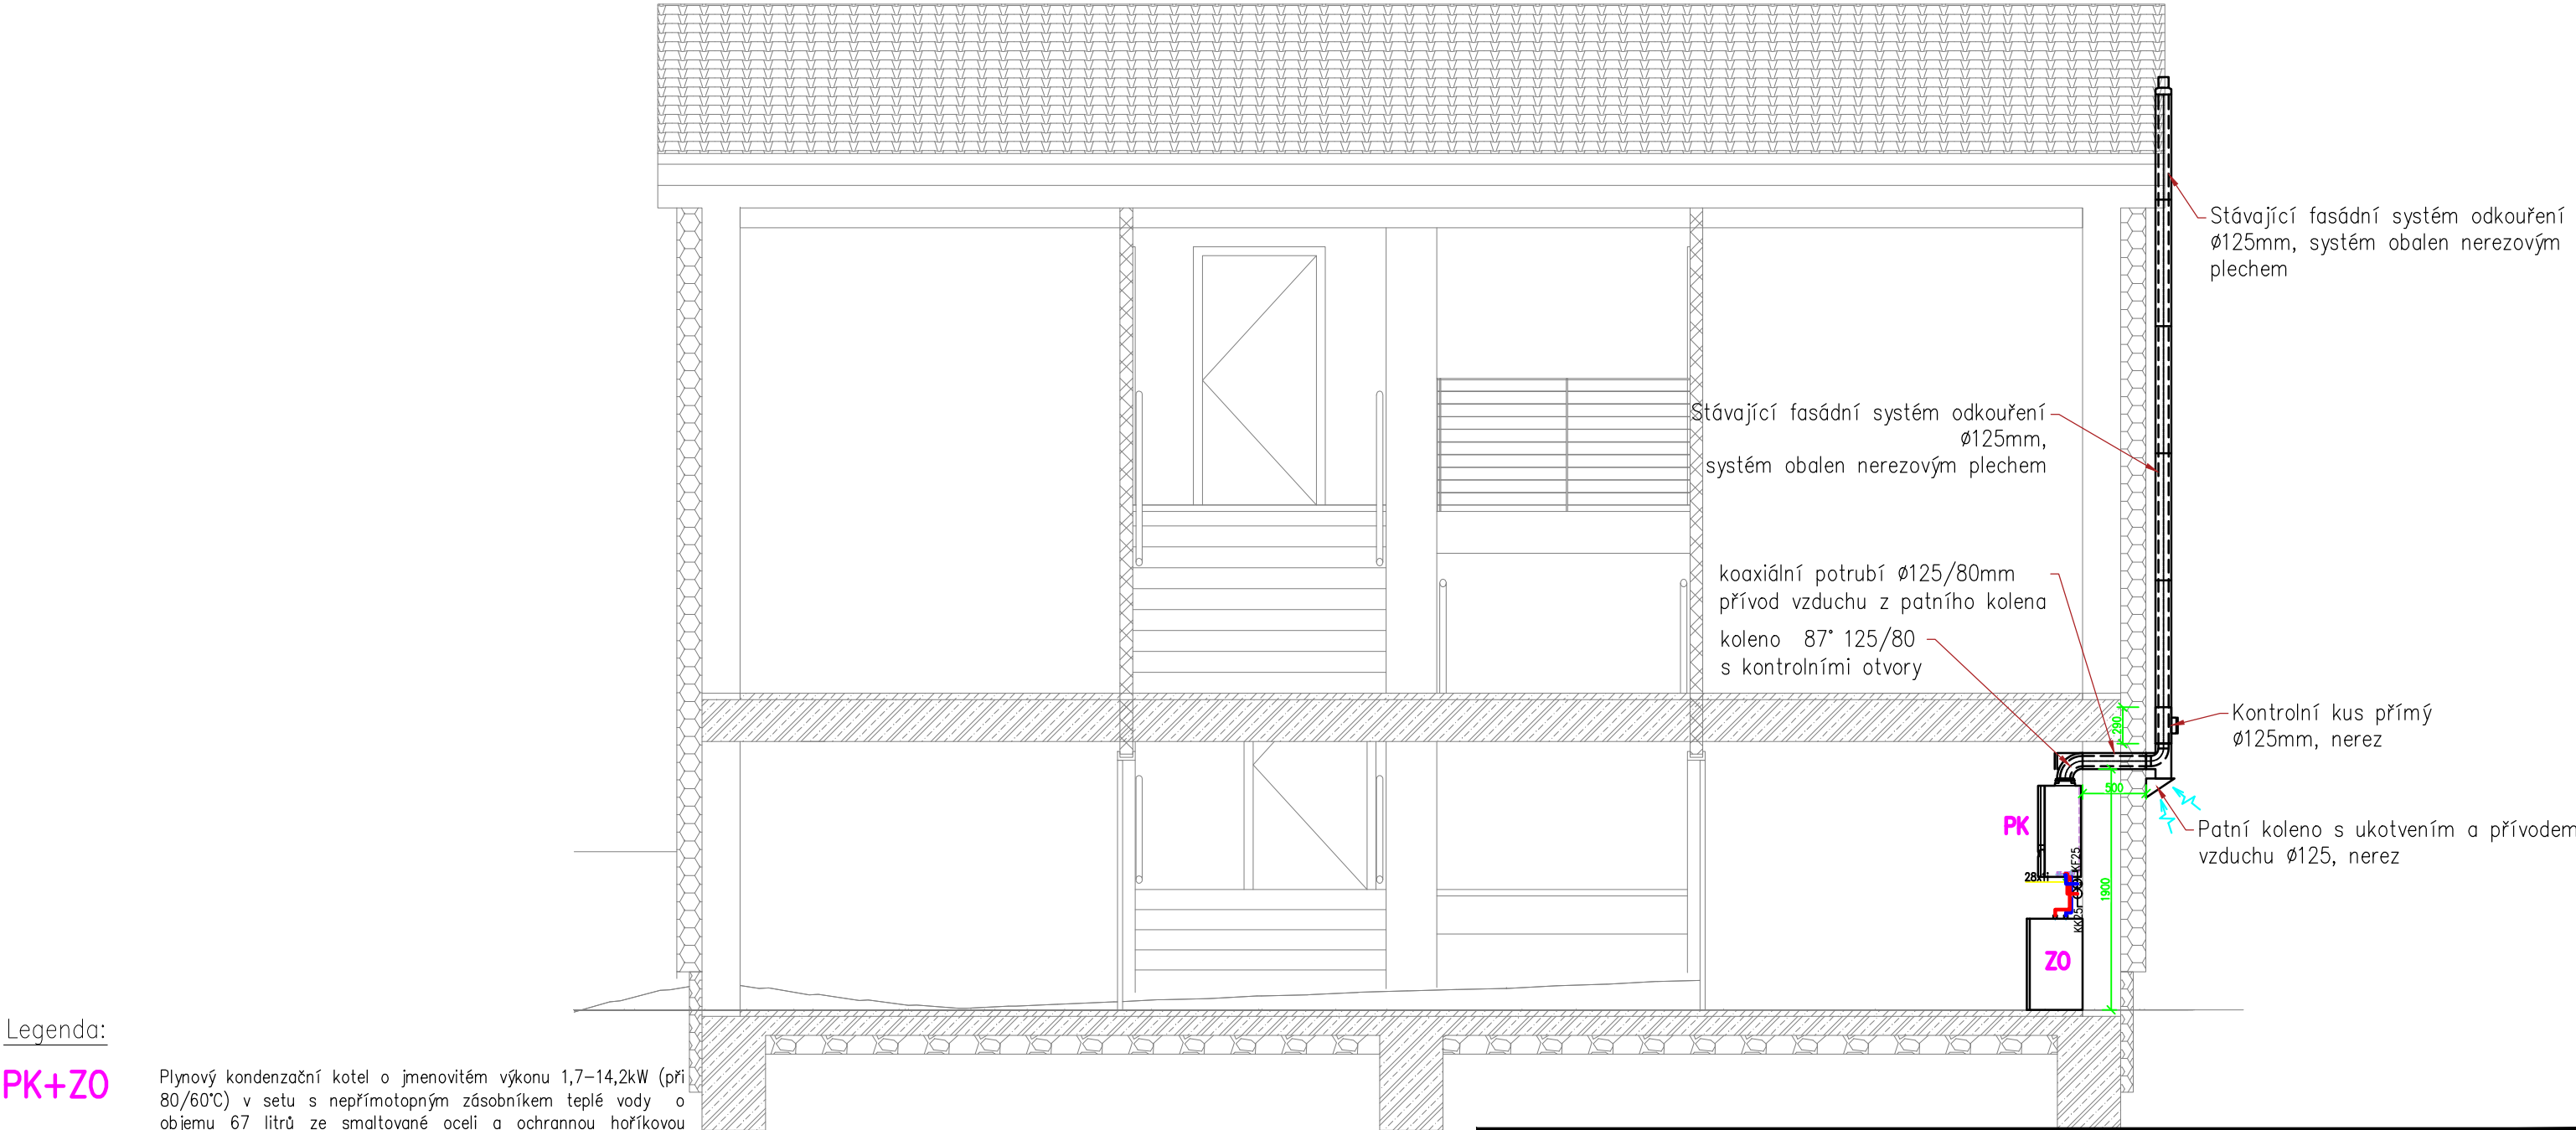 Stávající fasádní systém odkouření
Ø125mm, systém obalen nerezovým
plechem
Stávající fasádní systém odkouření
Ø125mm,
systém obalen nerezovým plechem
koaxiální potrubí Ø125/80mm
přívod vzduchu z patního kolena
koleno 87° 125/80
s kontrolními otvory
290
Kontrolní kus přímý
Ø125mm, nerez
500
PK
Patní koleno s ukotvením a přívodem
vzduchu Ø125, nerez
1900
ZO
Legenda:
PK+ZO
Plynový kondenzační kotel o jmenovitém výkonu 1,7–14,2kW (při
80/60°C) v setu s nepřímotopným zásobníkem teplé vody o
objemu 67 litrů ze smaltované oceli a ochrannou hořčíkovou